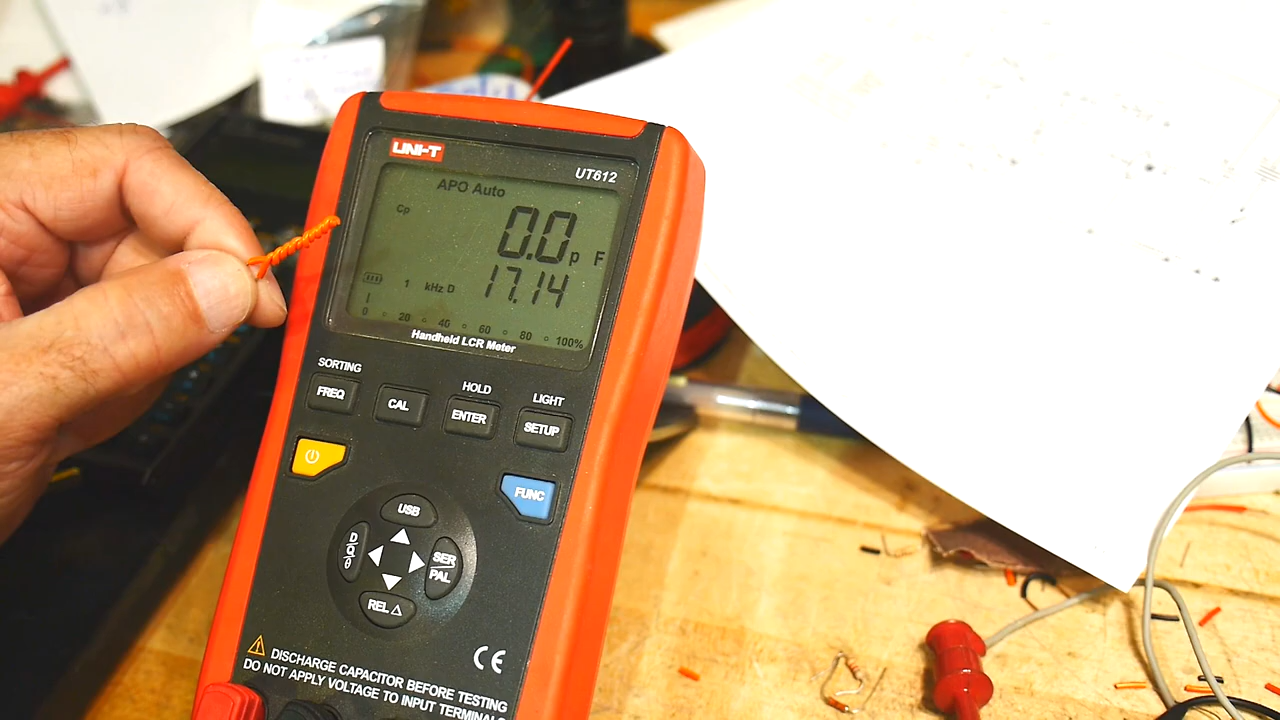 UNI-T
UT612
APO Auto
Cp
0.0 p F
1 kHz D 17.14
0 20 40 60 80 100%
Handheld LCR Meter
SORTING
HOLD
LIGHT
FREQ
CAL
ENTER
SETUP
FUNC
USB
D
Q
θ
SER
PAL
REL △
CE
DISCHARGE CAPACITOR BEFORE TESTING
DO NOT APPLY VOLTAGE TO INPUT TERMINALS